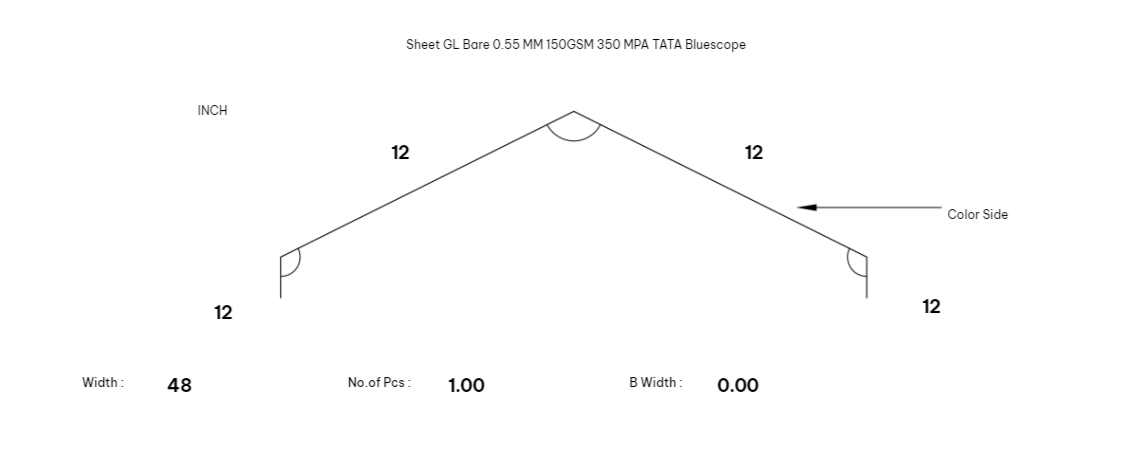 Sheet GL Bare 0.55 MM 150GSM 350 MPA TATA Bluescope
INCH
12
12
Color Side
12
12
Width : 48
No.of Pcs : 1.00
B Width : 0.00